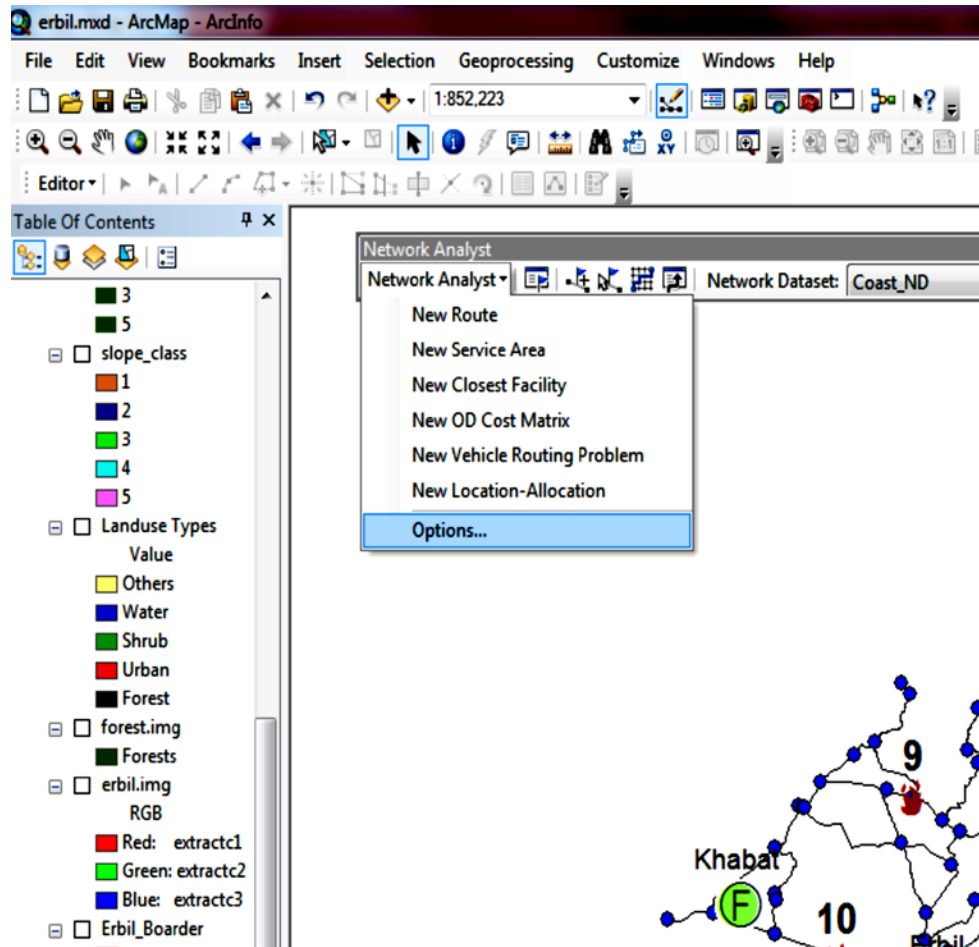 erbil.mxd - ArcMap - ArcInfo
File Edit View Bookmarks Insert Selection Geoprocessing Customize Windows Help
1:852,223
Editor
Table Of Contents
3
5
slope_class
1
2
3
4
5
Landuse Types
Value
Others
Water
Shrub
Urban
Forest
forest.img
Forests
erbil.img
RGB
Red: extractc1
Green: extractc2
Blue: extractc3
Erbil_Boarder
Network Analyst
Network Analyst Network Dataset: Coast_ND
New Route
New Service Area
New Closest Facility
New OD Cost Matrix
New Vehicle Routing Problem
New Location-Allocation
Options...
9
Khabat
F
10
Erbil